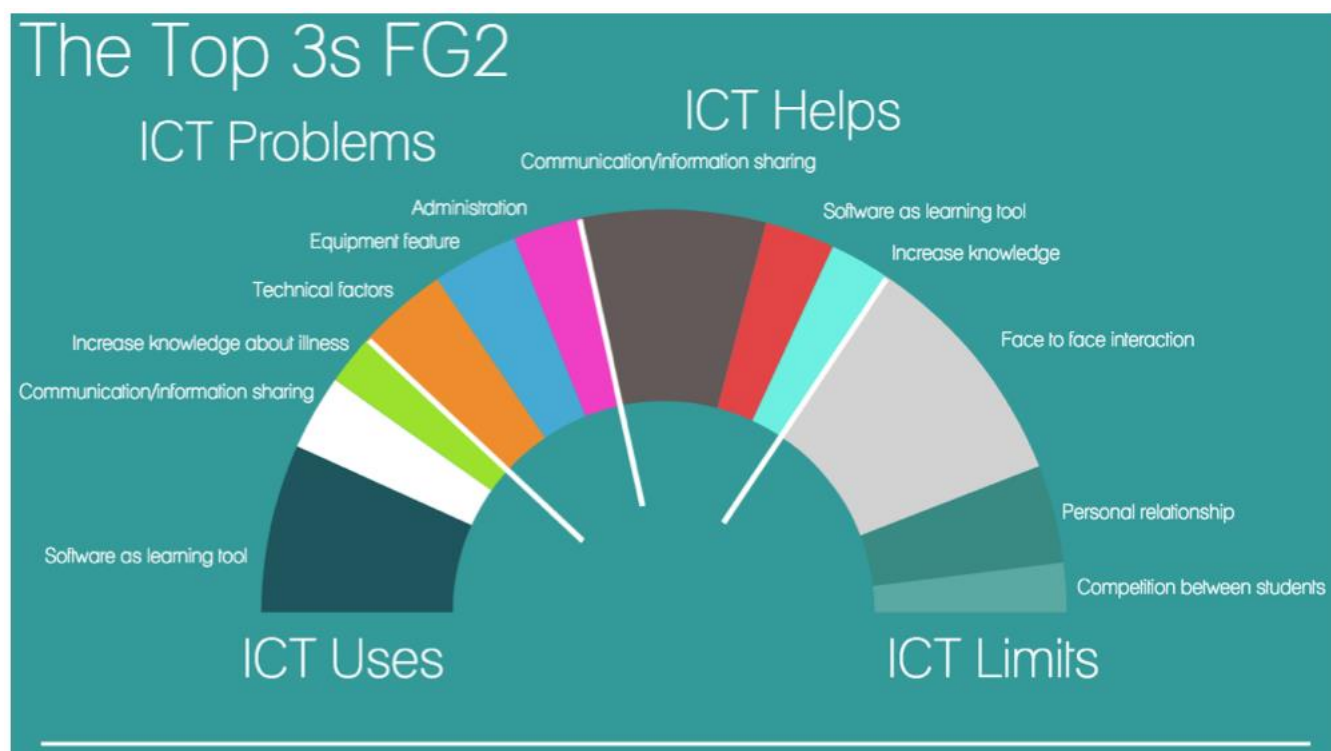 The Top 3s FG2
ICT Problems
ICT Helps
Communication/information sharing
Administration
Software as learning tool
Equipment feature
Increase knowledge
Technical factors
Face to face interaction
Increase knowledge about illness
Communication/information sharing
Personal relationship
Software as learning tool
Competition between students
ICT Uses
ICT Limits